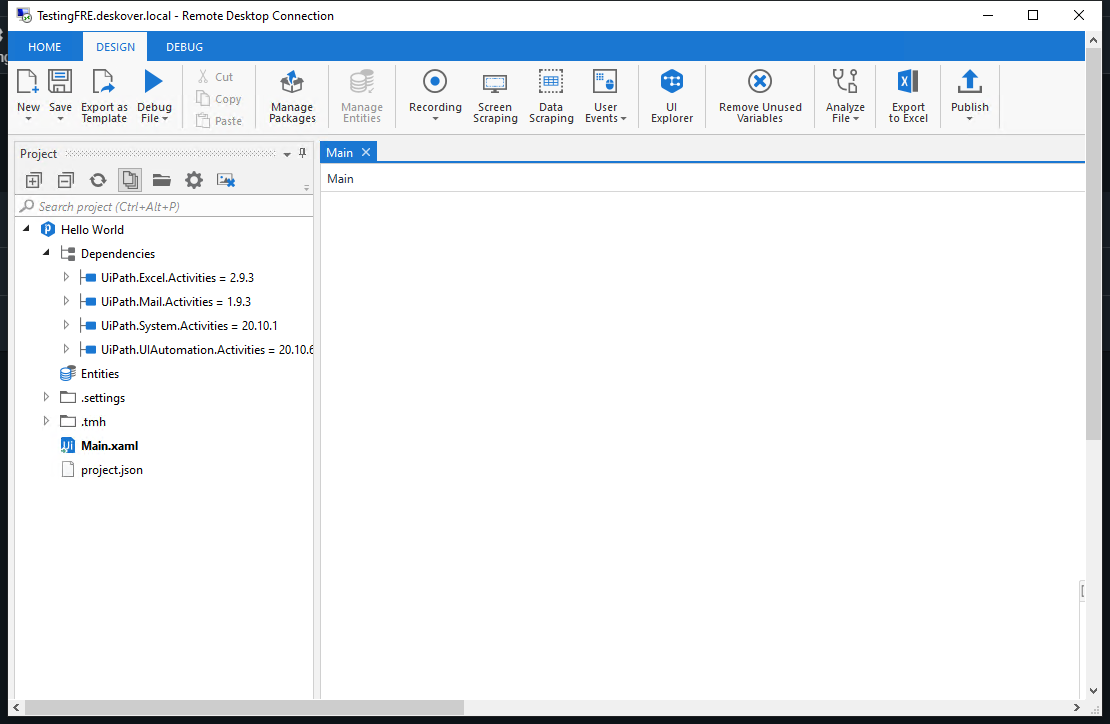 TestingFRE.deskover.local - Remote Desktop Connection
HOME DESIGN DEBUG
New
Save
Export as
Template
Debug
File
Cut
Copy
Paste
Manage
Packages
Manage
Entities
Recording
Screen
Scraping
Data
Scraping
User
Events
UI
Explorer
Remove Unused
Variables
Analyze
File
Export
to Excel
Publish
Project
Search project (Ctrl+Alt+P)
Hello World
Dependencies
UiPath.Excel.Activities = 2.9.3
UiPath.Mail.Activities = 1.9.3
UiPath.System.Activities = 20.10.1
UiPath.UIAutomation.Activities = 20.10.6
Entities
.settings
.tmh
Main.xaml
project.json
Main
Main